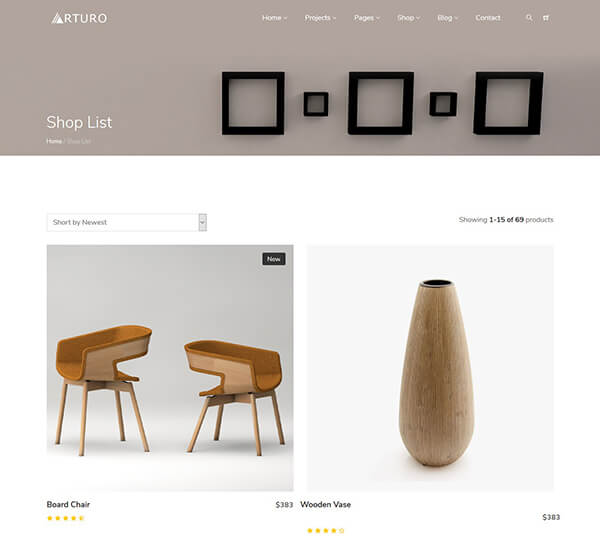 ARTURO Home Projects Pages Shop Blog Contact
Shop List
Home / Shop List
Short by Newest
Showing 1-15 of 69 products
New
Board Chair $383
Wooden Vase
$383